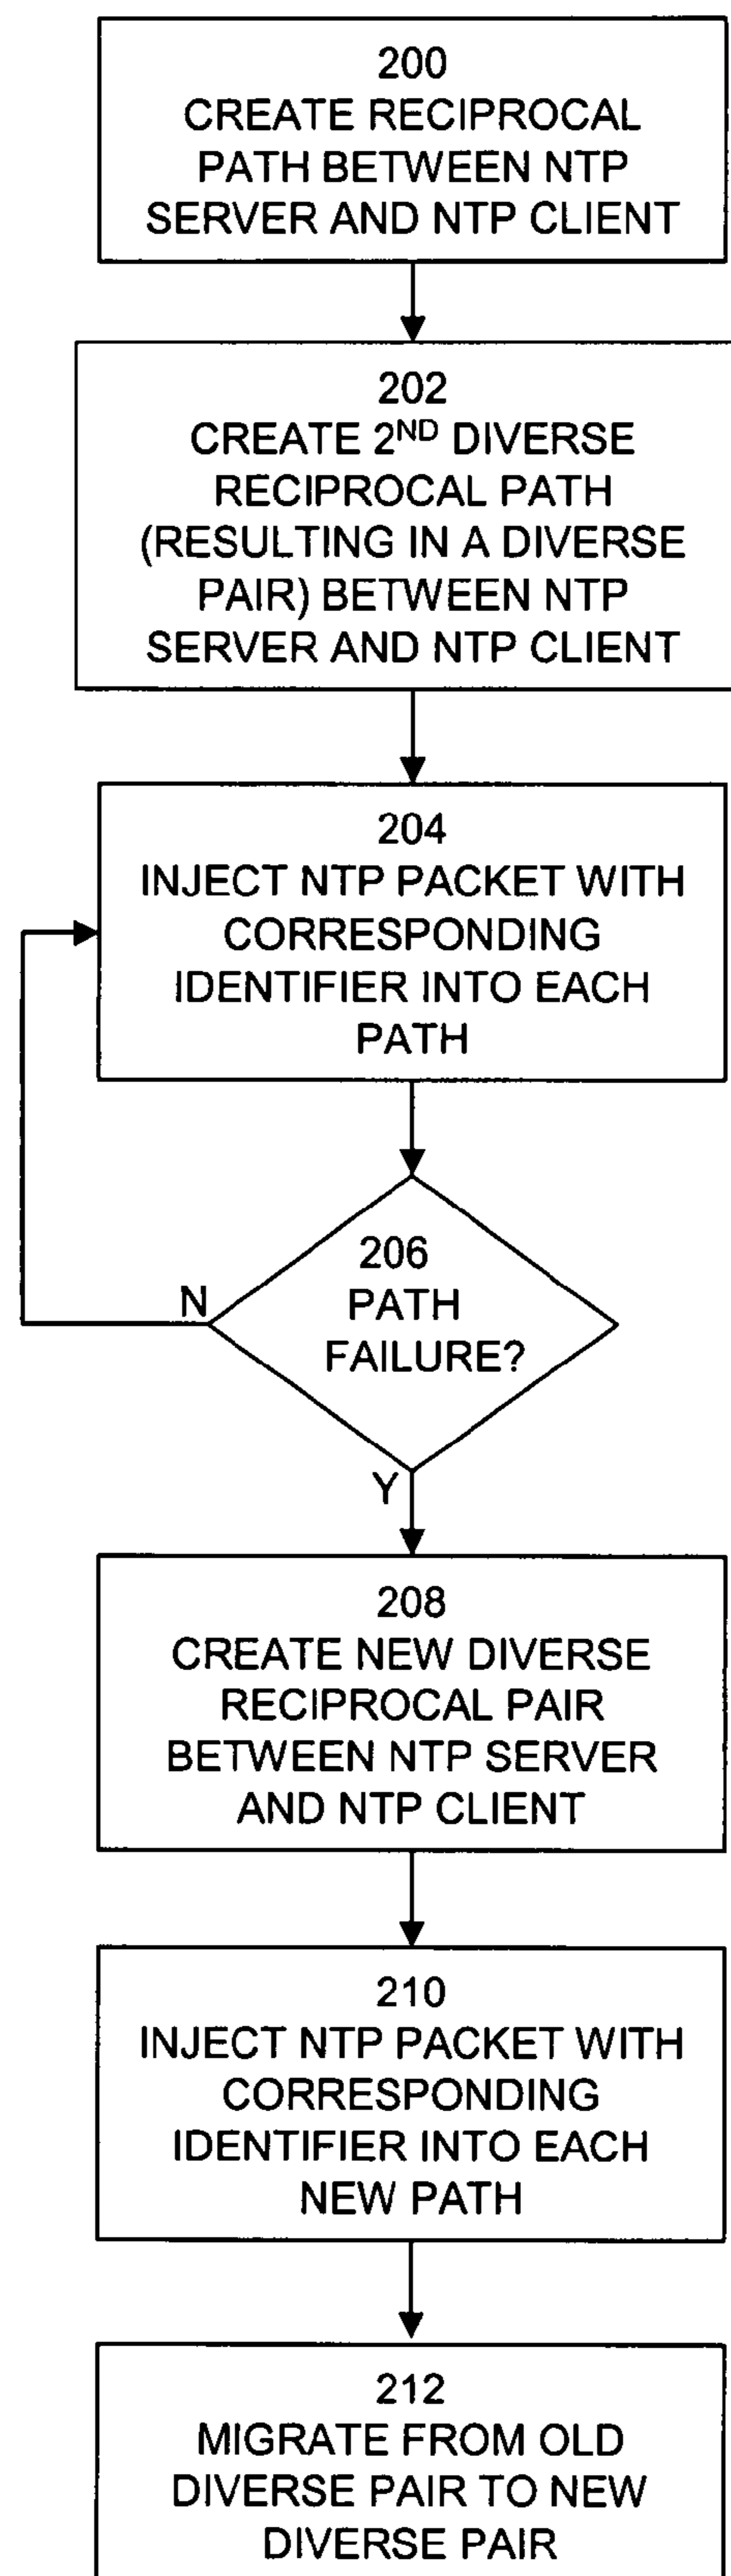 200
CREATE RECIPROCAL
PATH BETWEEN NTP
SERVER AND NTP CLIENT
202
CREATE 2ND DIVERSE
RECIPROCAL PATH
(RESULTING IN A DIVERSE
PAIR) BETWEEN NTP
SERVER AND NTP CLIENT
204
INJECT NTP PACKET WITH
CORRESPONDING
IDENTIFIER INTO EACH
PATH
206
PATH
FAILURE?
N
Y
208
CREATE NEW DIVERSE
RECIPROCAL PAIR
BETWEEN NTP SERVER
AND NTP CLIENT
210
INJECT NTP PACKET WITH
CORRESPONDING
IDENTIFIER INTO EACH
NEW PATH
212
MIGRATE FROM OLD
DIVERSE PAIR TO NEW
DIVERSE PAIR